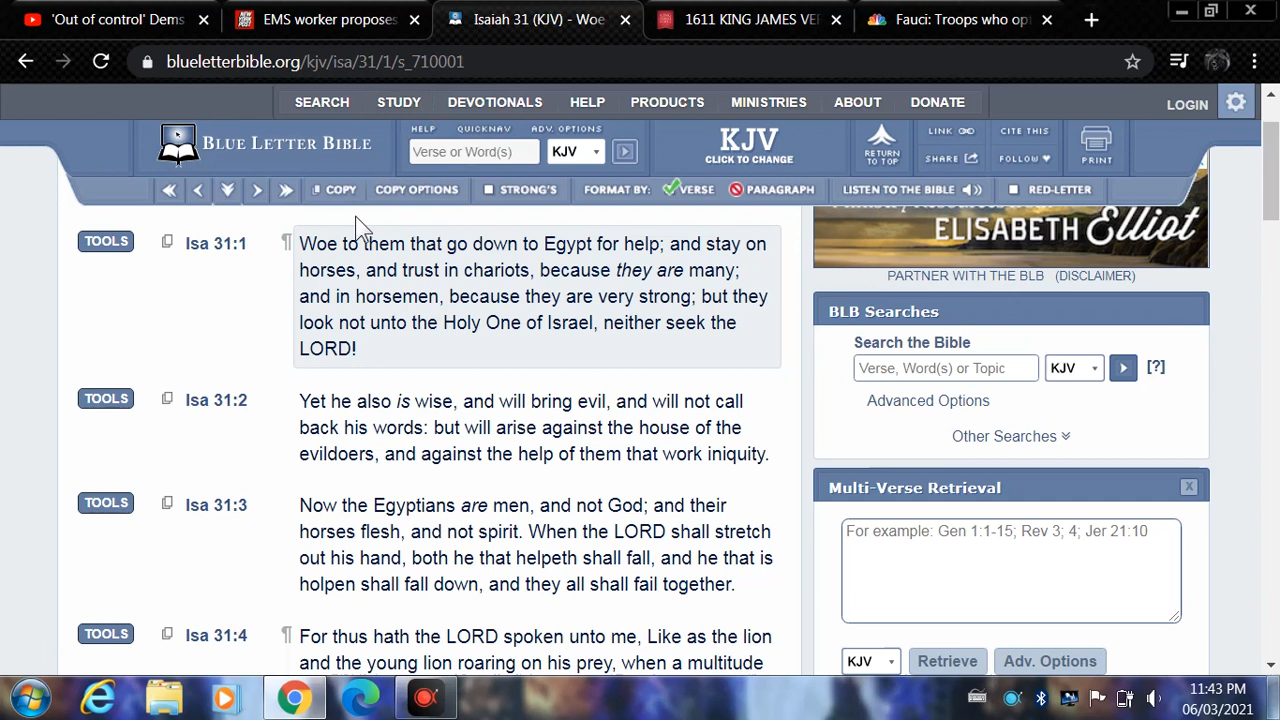 'Out of control' Dems
EMS worker proposes
Isaiah 31 (KJV) - Woe
1611 KING JAMES VE
Fauci: Troops who op
blueletterbible.org/kjv/isa/31/1/s_710001
SEARCH STUDY DEVOTIONALS HELP PRODUCTS MINISTRIES ABOUT DONATE
LOGIN
BLUE LETTER BIBLE
HELP QUICKNAV ADV. OPTIONS
Verse or Word(s) KJV
KJV
CLICK TO CHANGE
RETURN
TO TOP
LINK CITE THIS
SHARE FOLLOW
PRINT
COPY COPY OPTIONS STRONG'S FORMAT BY: VERSE PARAGRAPH LISTEN TO THE BIBLE RED-LETTER
TOOLS Isa 31:1 ¶ Woe to them that go down to Egypt for help; and stay on
horses, and trust in chariots, because they are many;
and in horsemen, because they are very strong; but they
look not unto the Holy One of Israel, neither seek the
LORD!
TOOLS Isa 31:2 Yet he also is wise, and will bring evil, and will not call
back his words: but will arise against the house of the
evildoers, and against the help of them that work iniquity.
TOOLS Isa 31:3 Now the Egyptians are men, and not God; and their
horses flesh, and not spirit. When the LORD shall stretch
out his hand, both he that helpeth shall fall, and he that is
holpen shall fall down, and they all shall fail together.
TOOLS Isa 31:4 ¶ For thus hath the LORD spoken unto me, Like as the lion
and the young lion roaring on his prey, when a multitude
ELISABETH Elliot
PARTNER WITH THE BLB (DISCLAIMER)
BLB Searches
Search the Bible
Verse, Word(s) or Topic KJV [?]
Advanced Options
Other Searches
Multi-Verse Retrieval X
For example: Gen 1:1-15; Rev 3; 4; Jer 21:10
KJV Retrieve Adv. Options
11:43 PM
06/03/2021